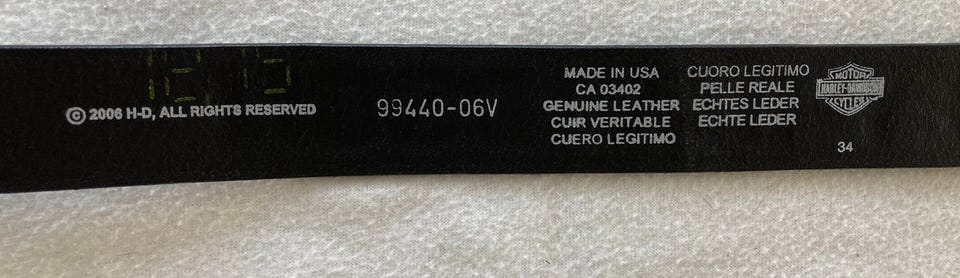 © 2006 H-D, ALL RIGHTS RESERVED
99440-06V
MADE IN USA
CA 03402
GENUINE LEATHER
CUIR VERITABLE
CUERO LEGITIMO
CUORO LEGITIMO
PELLE REALE
ECHTES LEDER
ECHTE LEDER
MOTOR
HARLEY-DAVIDSON
CYCLES
34